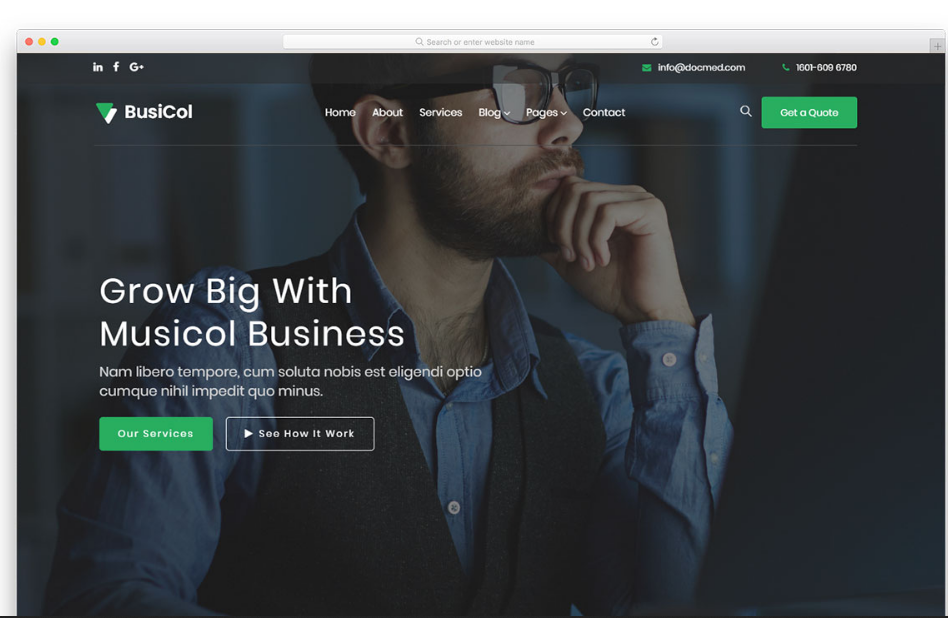 Search or enter website name
in f G+ info@docmed.com 1601-609 6780
BusiCol Home About Services Blog Pages Contact Get a Quote
Grow Big With
Musicol Business
Nam libero tempore, cum soluta nobis est eligendi optio
cumque nihil impedit quo minus.
Our Services See How It Work